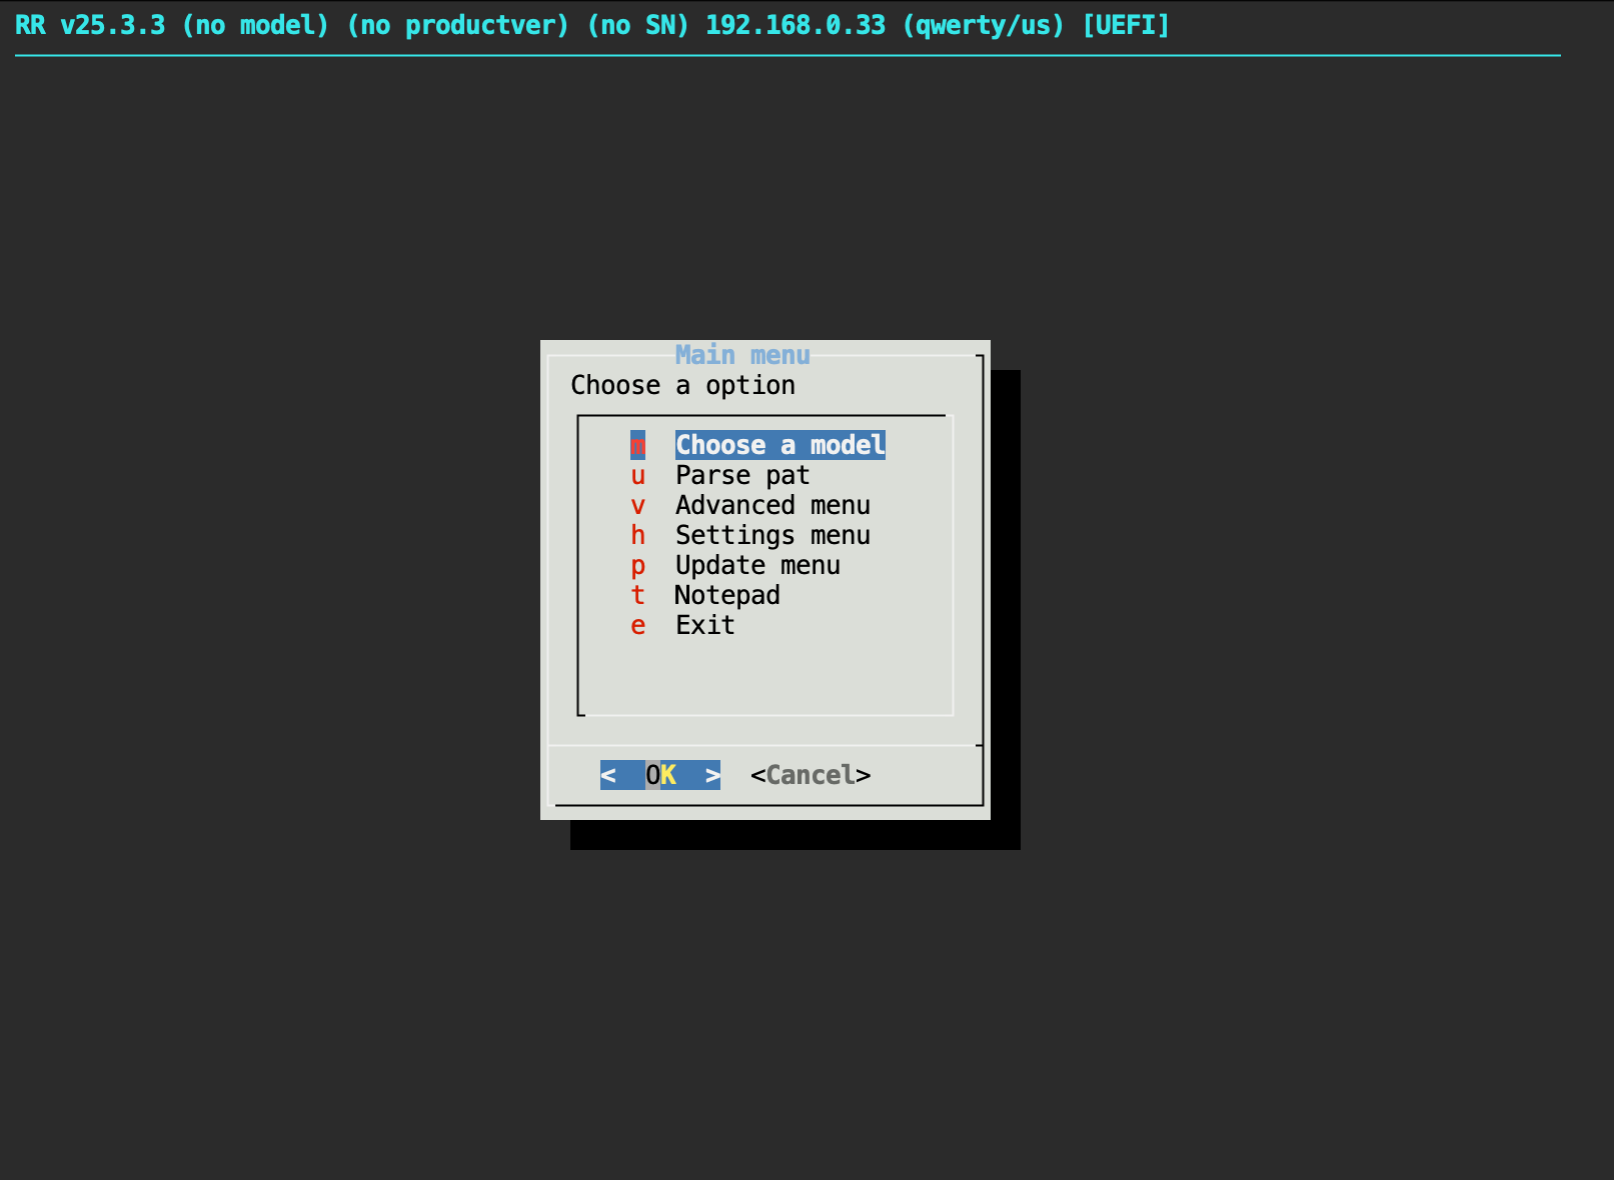 RR v25.3.3 (no model) (no productver) (no SN) 192.168.0.33 (qwerty/us) [UEFI]
Main menu
Choose a option
m Choose a model
u Parse pat
v Advanced menu
h Settings menu
p Update menu
t Notepad
e Exit
< OK > <Cancel>